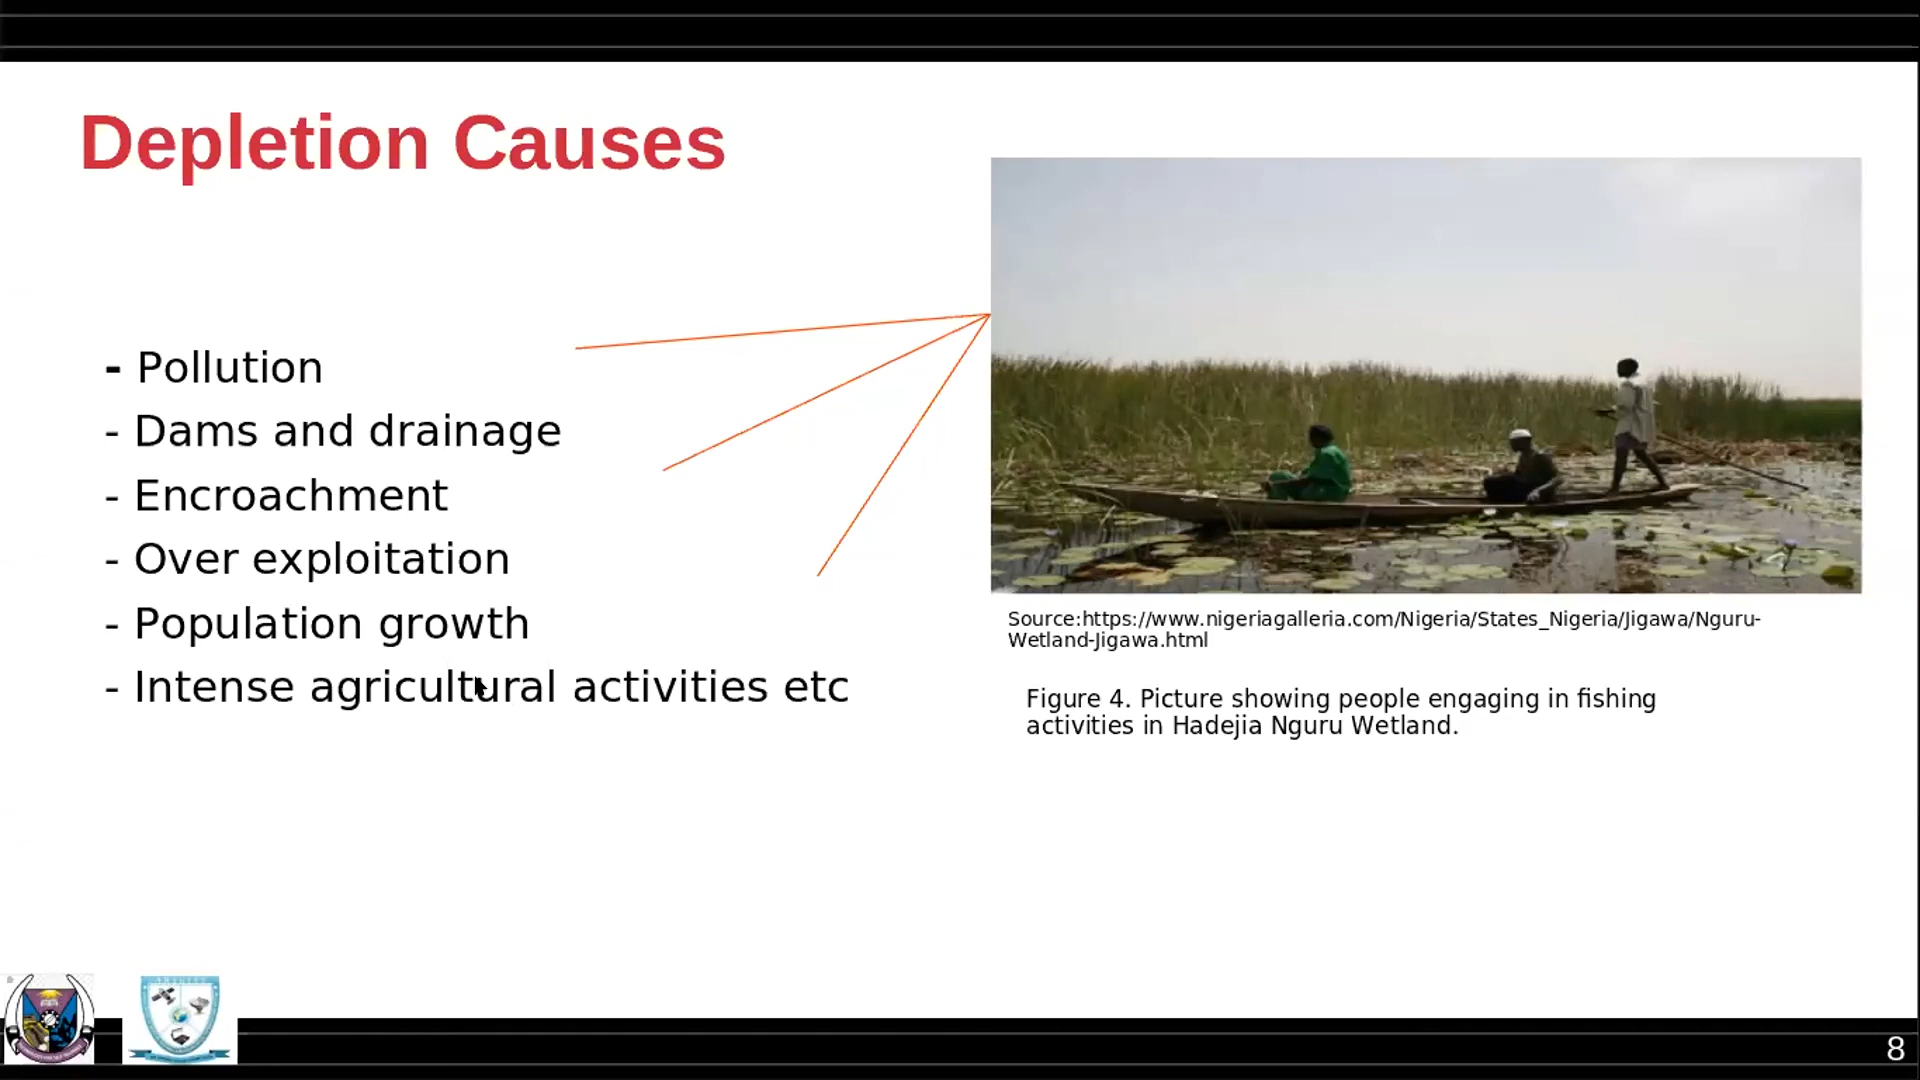 Depletion Causes
- Pollution
- Dams and drainage
- Encroachment
- Over exploitation
- Population growth
- Intense agricultural activities etc
Source:https://www.nigeriagalleria.com/Nigeria/States_Nigeria/Jigawa/Nguru-
Wetland-Jigawa.html
Figure 4. Picture showing people engaging in fishing
activities in Hadejia Nguru Wetland.
8